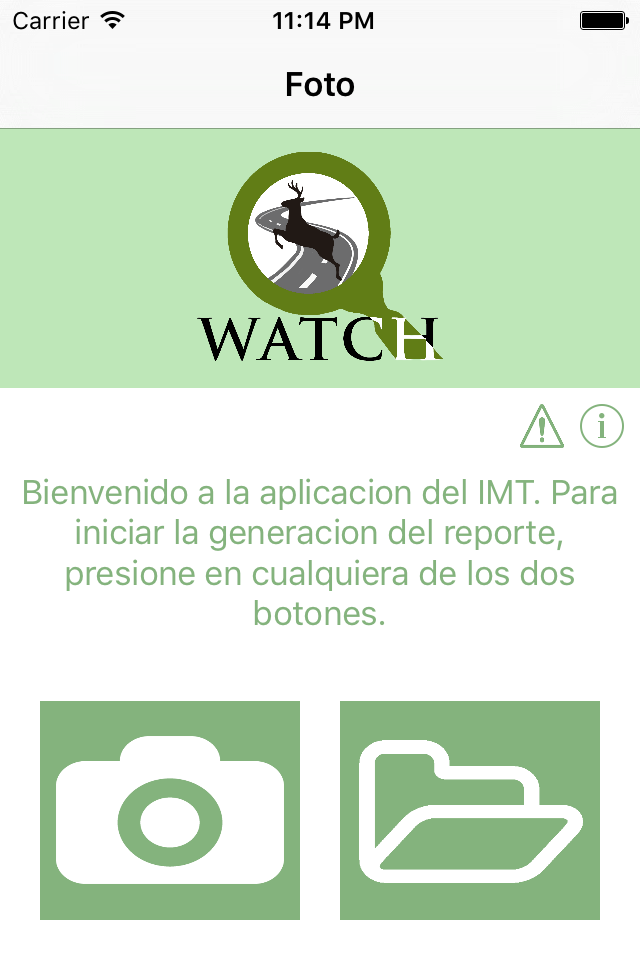 Carrier 11:14 PM
Foto
WATCH
Bienvenido a la aplicacion del IMT. Para
iniciar la generacion del reporte,
presione en cualquiera de los dos
botones.